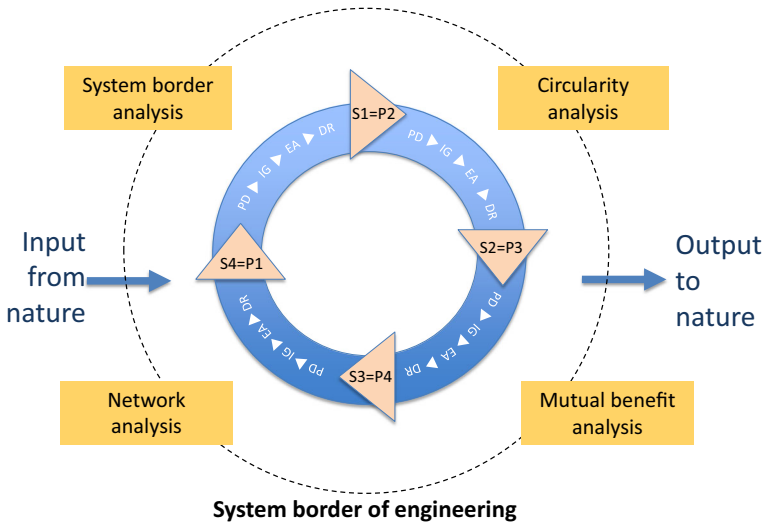 System border
analysis
Circularity
analysis
S1=P2
PD ▶ IG ▶ EA ▶ DR
PD ▶ IG ▶ EA ▶ DR
Input
from
nature
S4=P1
S2=P3
Output
to
nature
PD ▶ IG ▶ EA ▶ DR
PD ▶ IG ▶ EA ▶ DR
S3=P4
Network
analysis
Mutual benefit
analysis
System border of engineering